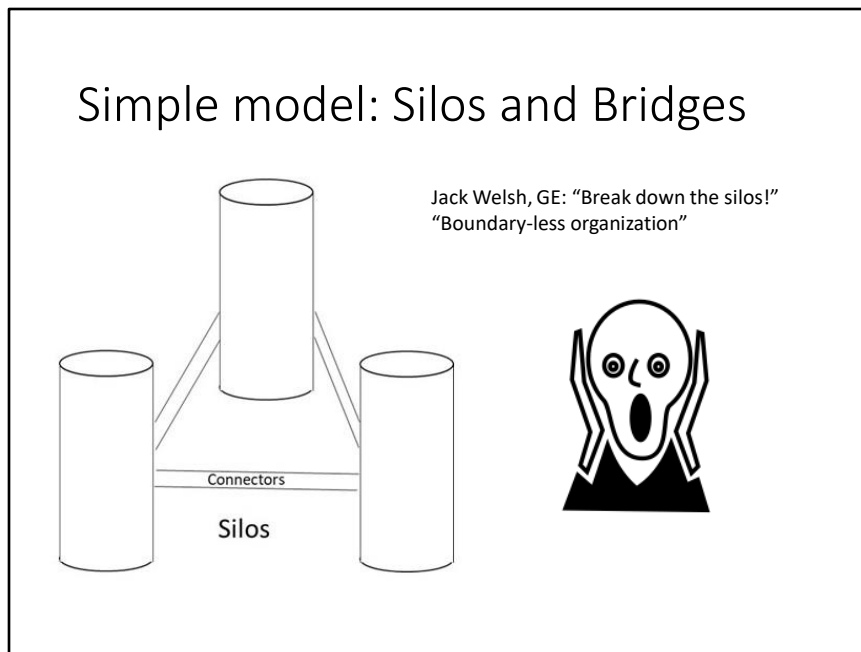 Simple model: Silos and Bridges
Jack Welsh, GE: “Break down the silos!”
“Boundary-less organization”
Connectors
Silos